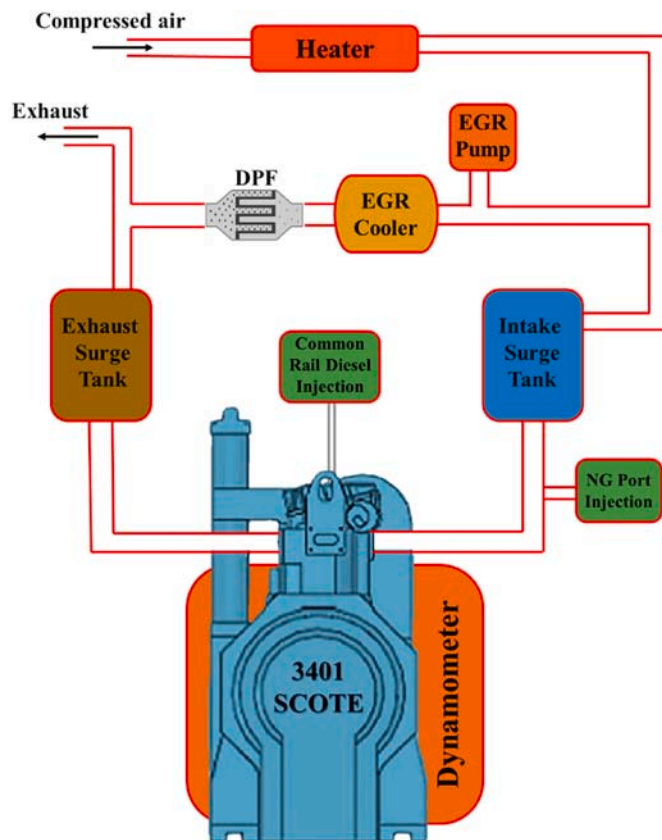 Compressed air
Heater
Exhaust
EGR
Pump
DPF
EGR
Cooler
Exhaust
Surge
Tank
Common
Rail Diesel
Injection
Intake
Surge
Tank
NG Port
Injection
3401
SCOTE
Dynamometer